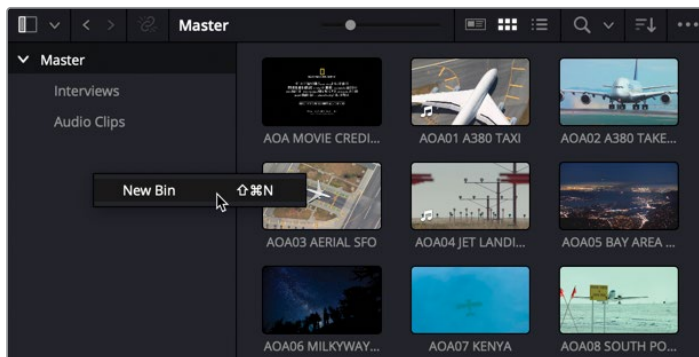 Master
Master
Interviews
Audio Clips
New Bin ⇧⌘N
AOA MOVIE CREDI...
AOA01 A380 TAXI
AOA02 A380 TAKE...
AOA03 AERIAL SFO
AOA04 JET LANDI...
AOA05 BAY AREA ...
AOA06 MILKYWAY...
AOA07 KENYA
AOA08 SOUTH PO...